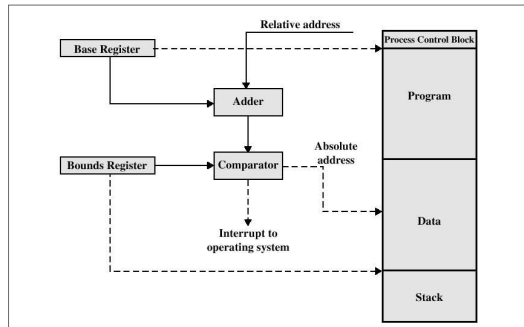 Relative address
Process Control Block
Base Register
Program
Adder
Absolute
address
Bounds Register
Comparator
Interrupt to
operating system
Data
Stack